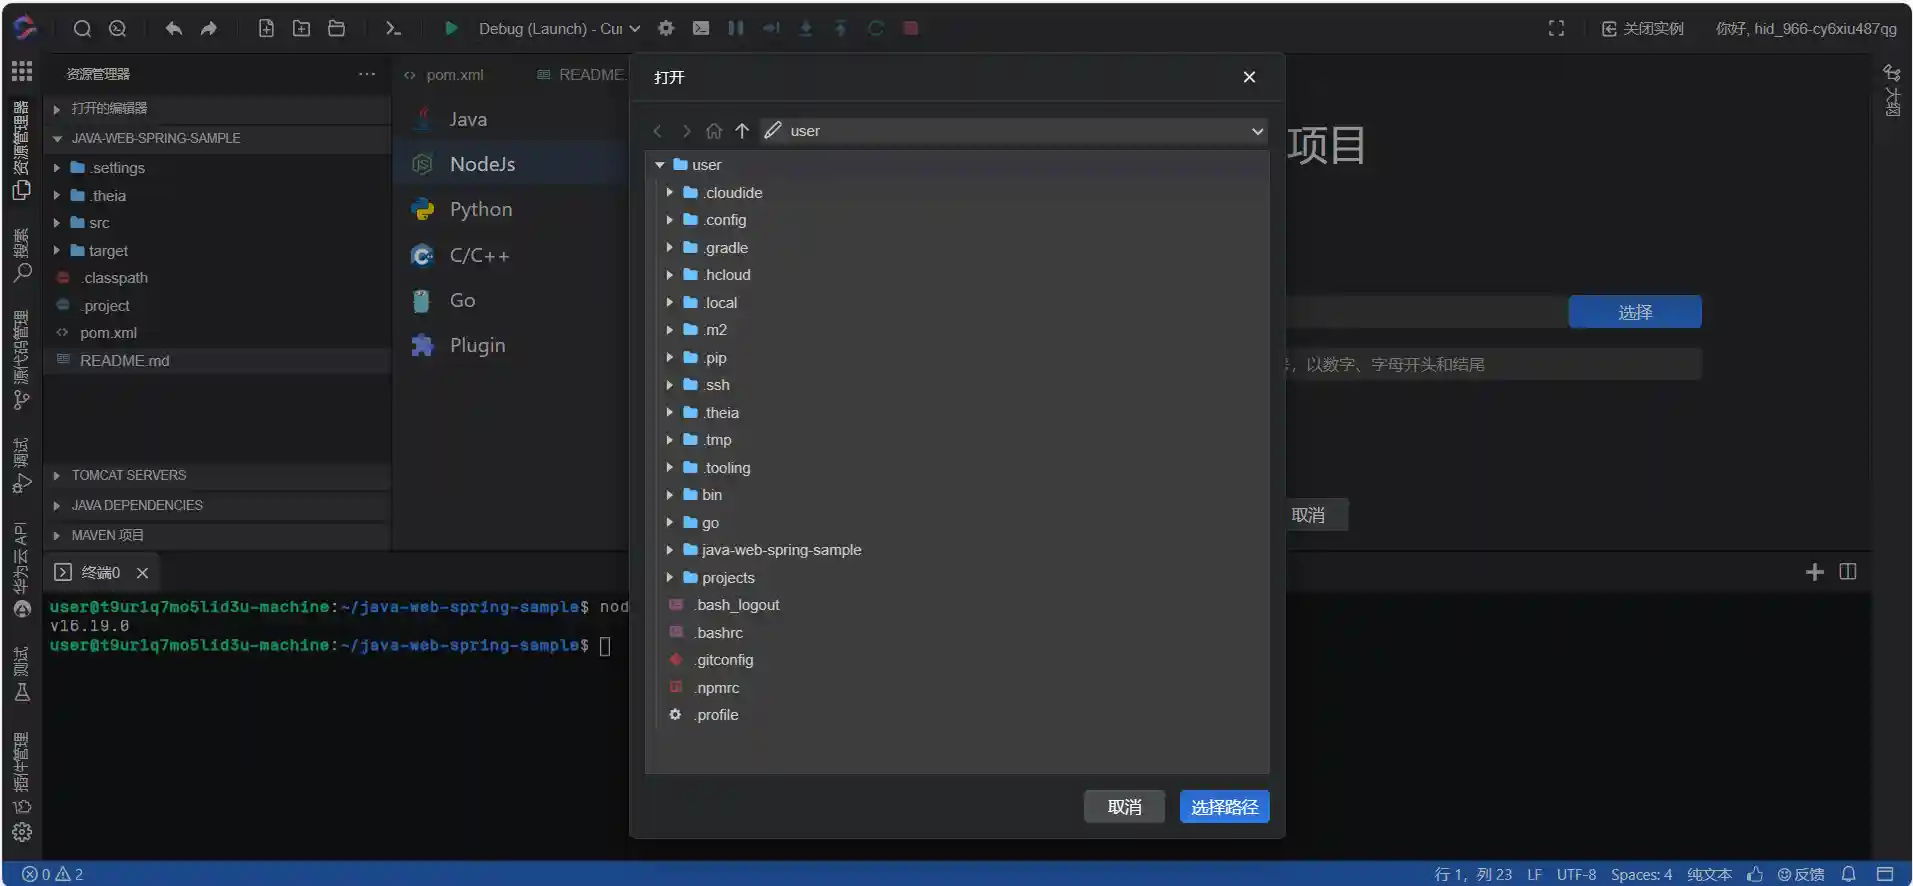 Debug (Launch) - Cur
关闭实例
你好, hid_966-cy6xiu487qg
资源管理器
搜索
源代码管理
调试
华为云 API
测试
插件管理
资源管理器
打开的编辑器
JAVA-WEB-SPRING-SAMPLE
.settings
.theia
src
target
.classpath
.project
pom.xml
README.md
TOMCAT SERVERS
JAVA DEPENDENCIES
MAVEN 项目
pom.xml
README.
Java
NodeJs
Python
C/C++
Go
Plugin
打开
user
user
.cloudide
.config
.gradle
.hcloud
.local
.m2
.pip
.ssh
.theia
.tmp
.tooling
bin
go
java-web-spring-sample
projects
.bash_logout
.bashrc
.gitconfig
.npmrc
.profile
取消
选择路径
项目
选择
，以数字、字母开头和结尾
取消
大纲
终端0
user@t9ur1q7mo5lid3u-machine:~/java-web-spring-sample$ nod
v16.19.0
user@t9ur1q7mo5lid3u-machine:~/java-web-spring-sample$
0 2
行 1，列 23 LF UTF-8 Spaces: 4 纯文本 反馈